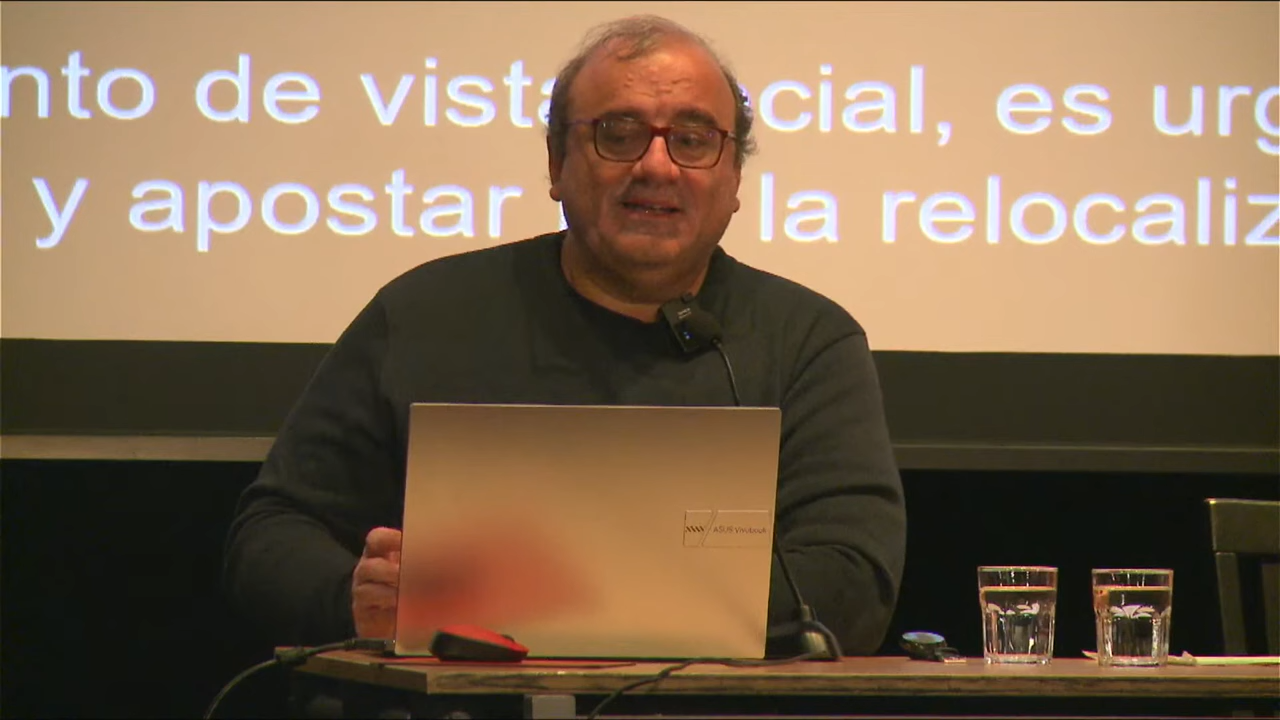 nto de vista cial, es urg
y apostar la relocaliz
ASUS Vivobook